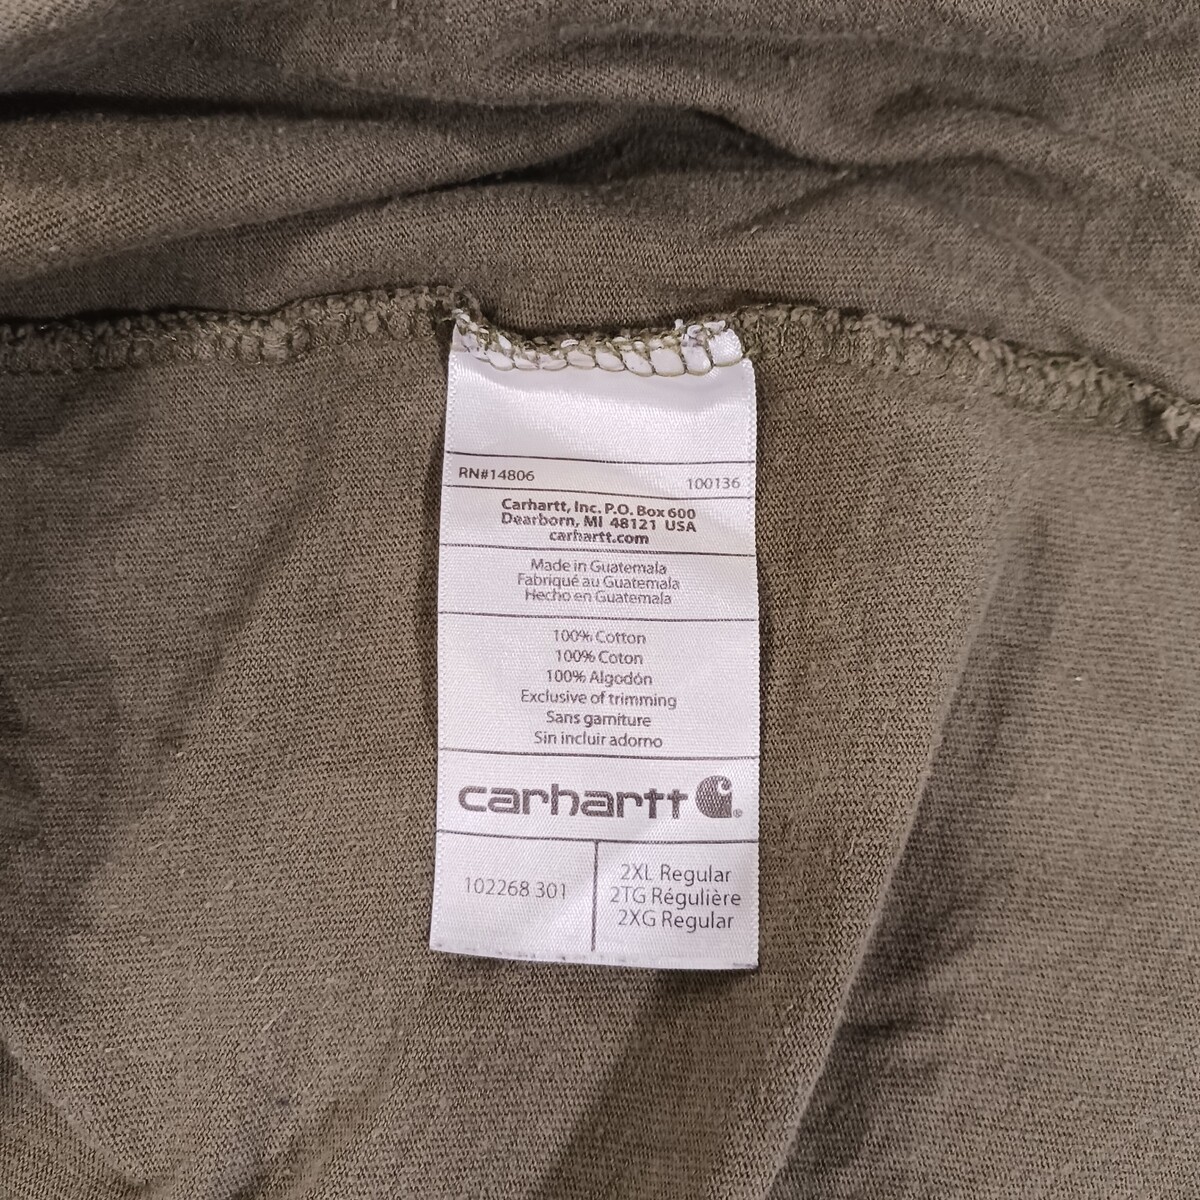 RN#14806 100136
Carhartt, Inc. P.O. Box 600
Dearborn, MI 48121 USA
carhartt.com
Made in Guatemala
Fabriqué au Guatemala
Hecho en Guatemala
100% Cotton
100% Coton
100% Algodón
Exclusive of trimming
Sans garniture
Sin incluir adorno
carhartt®
102268 301
2XL Regular
2TG Régulière
2XG Regular